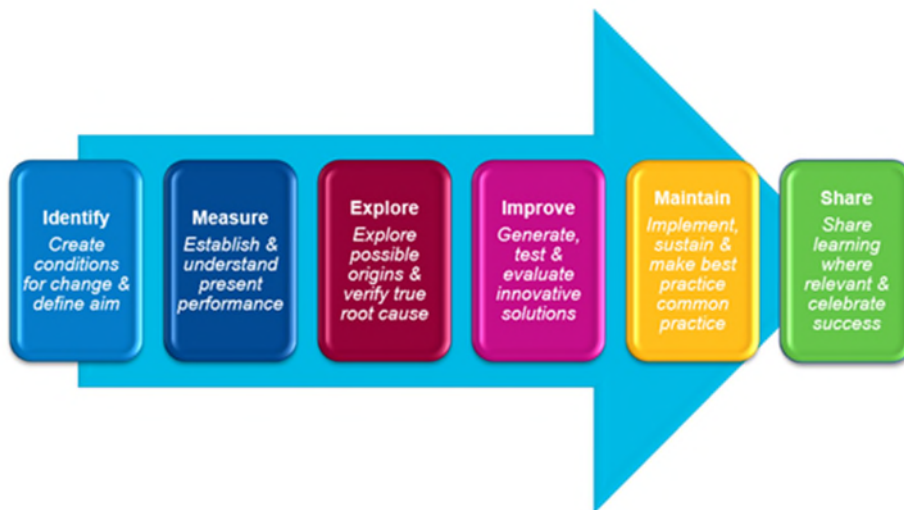 Identify
Create
conditions
for change &
define aim
Measure
Establish &
understand
present
performance
Explore
Explore
possible
origins &
verify true
root cause
Improve
Generate,
test &
evaluate
innovative
solutions
Maintain
Implement,
sustain &
make best
practice
common
practice
Share
Share
learning
where
relevant &
celebrate
success